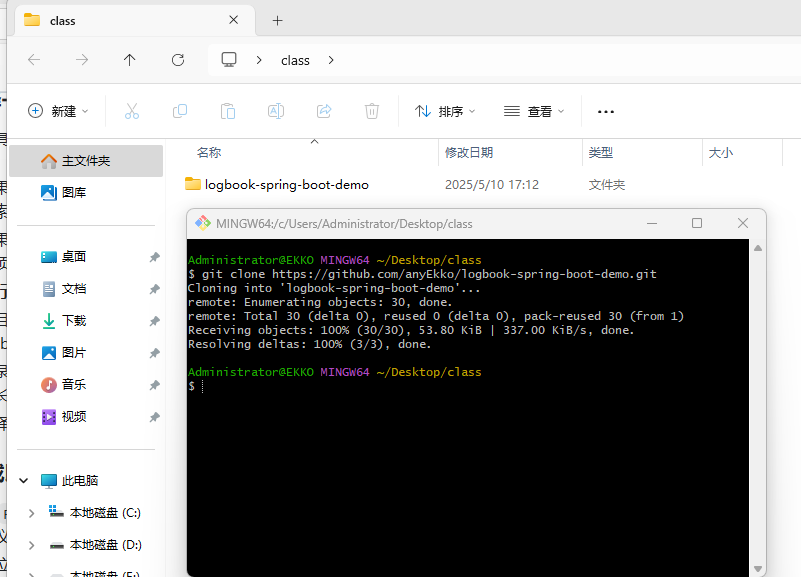 class
class
新建
排序
查看
名称
修改日期
类型
大小
主文件夹
图库
桌面
文档
下载
图片
音乐
视频
此电脑
本地磁盘 (C:)
本地磁盘 (D:)
logbook-spring-boot-demo 2025/5/10 17:12 文件夹
MINGW64:/c/Users/Administrator/Desktop/class
Administrator@EKKO MINGW64 ~/Desktop/class
$ git clone https://github.com/anyEkko/logbook-spring-boot-demo.git
Cloning into 'logbook-spring-boot-demo'...
remote: Enumerating objects: 30, done.
remote: Total 30 (delta 0), reused 0 (delta 0), pack-reused 30 (from 1)
Receiving objects: 100% (30/30), 53.80 KiB | 337.00 KiB/s, done.
Resolving deltas: 100% (3/3), done.
Administrator@EKKO MINGW64 ~/Desktop/class
$